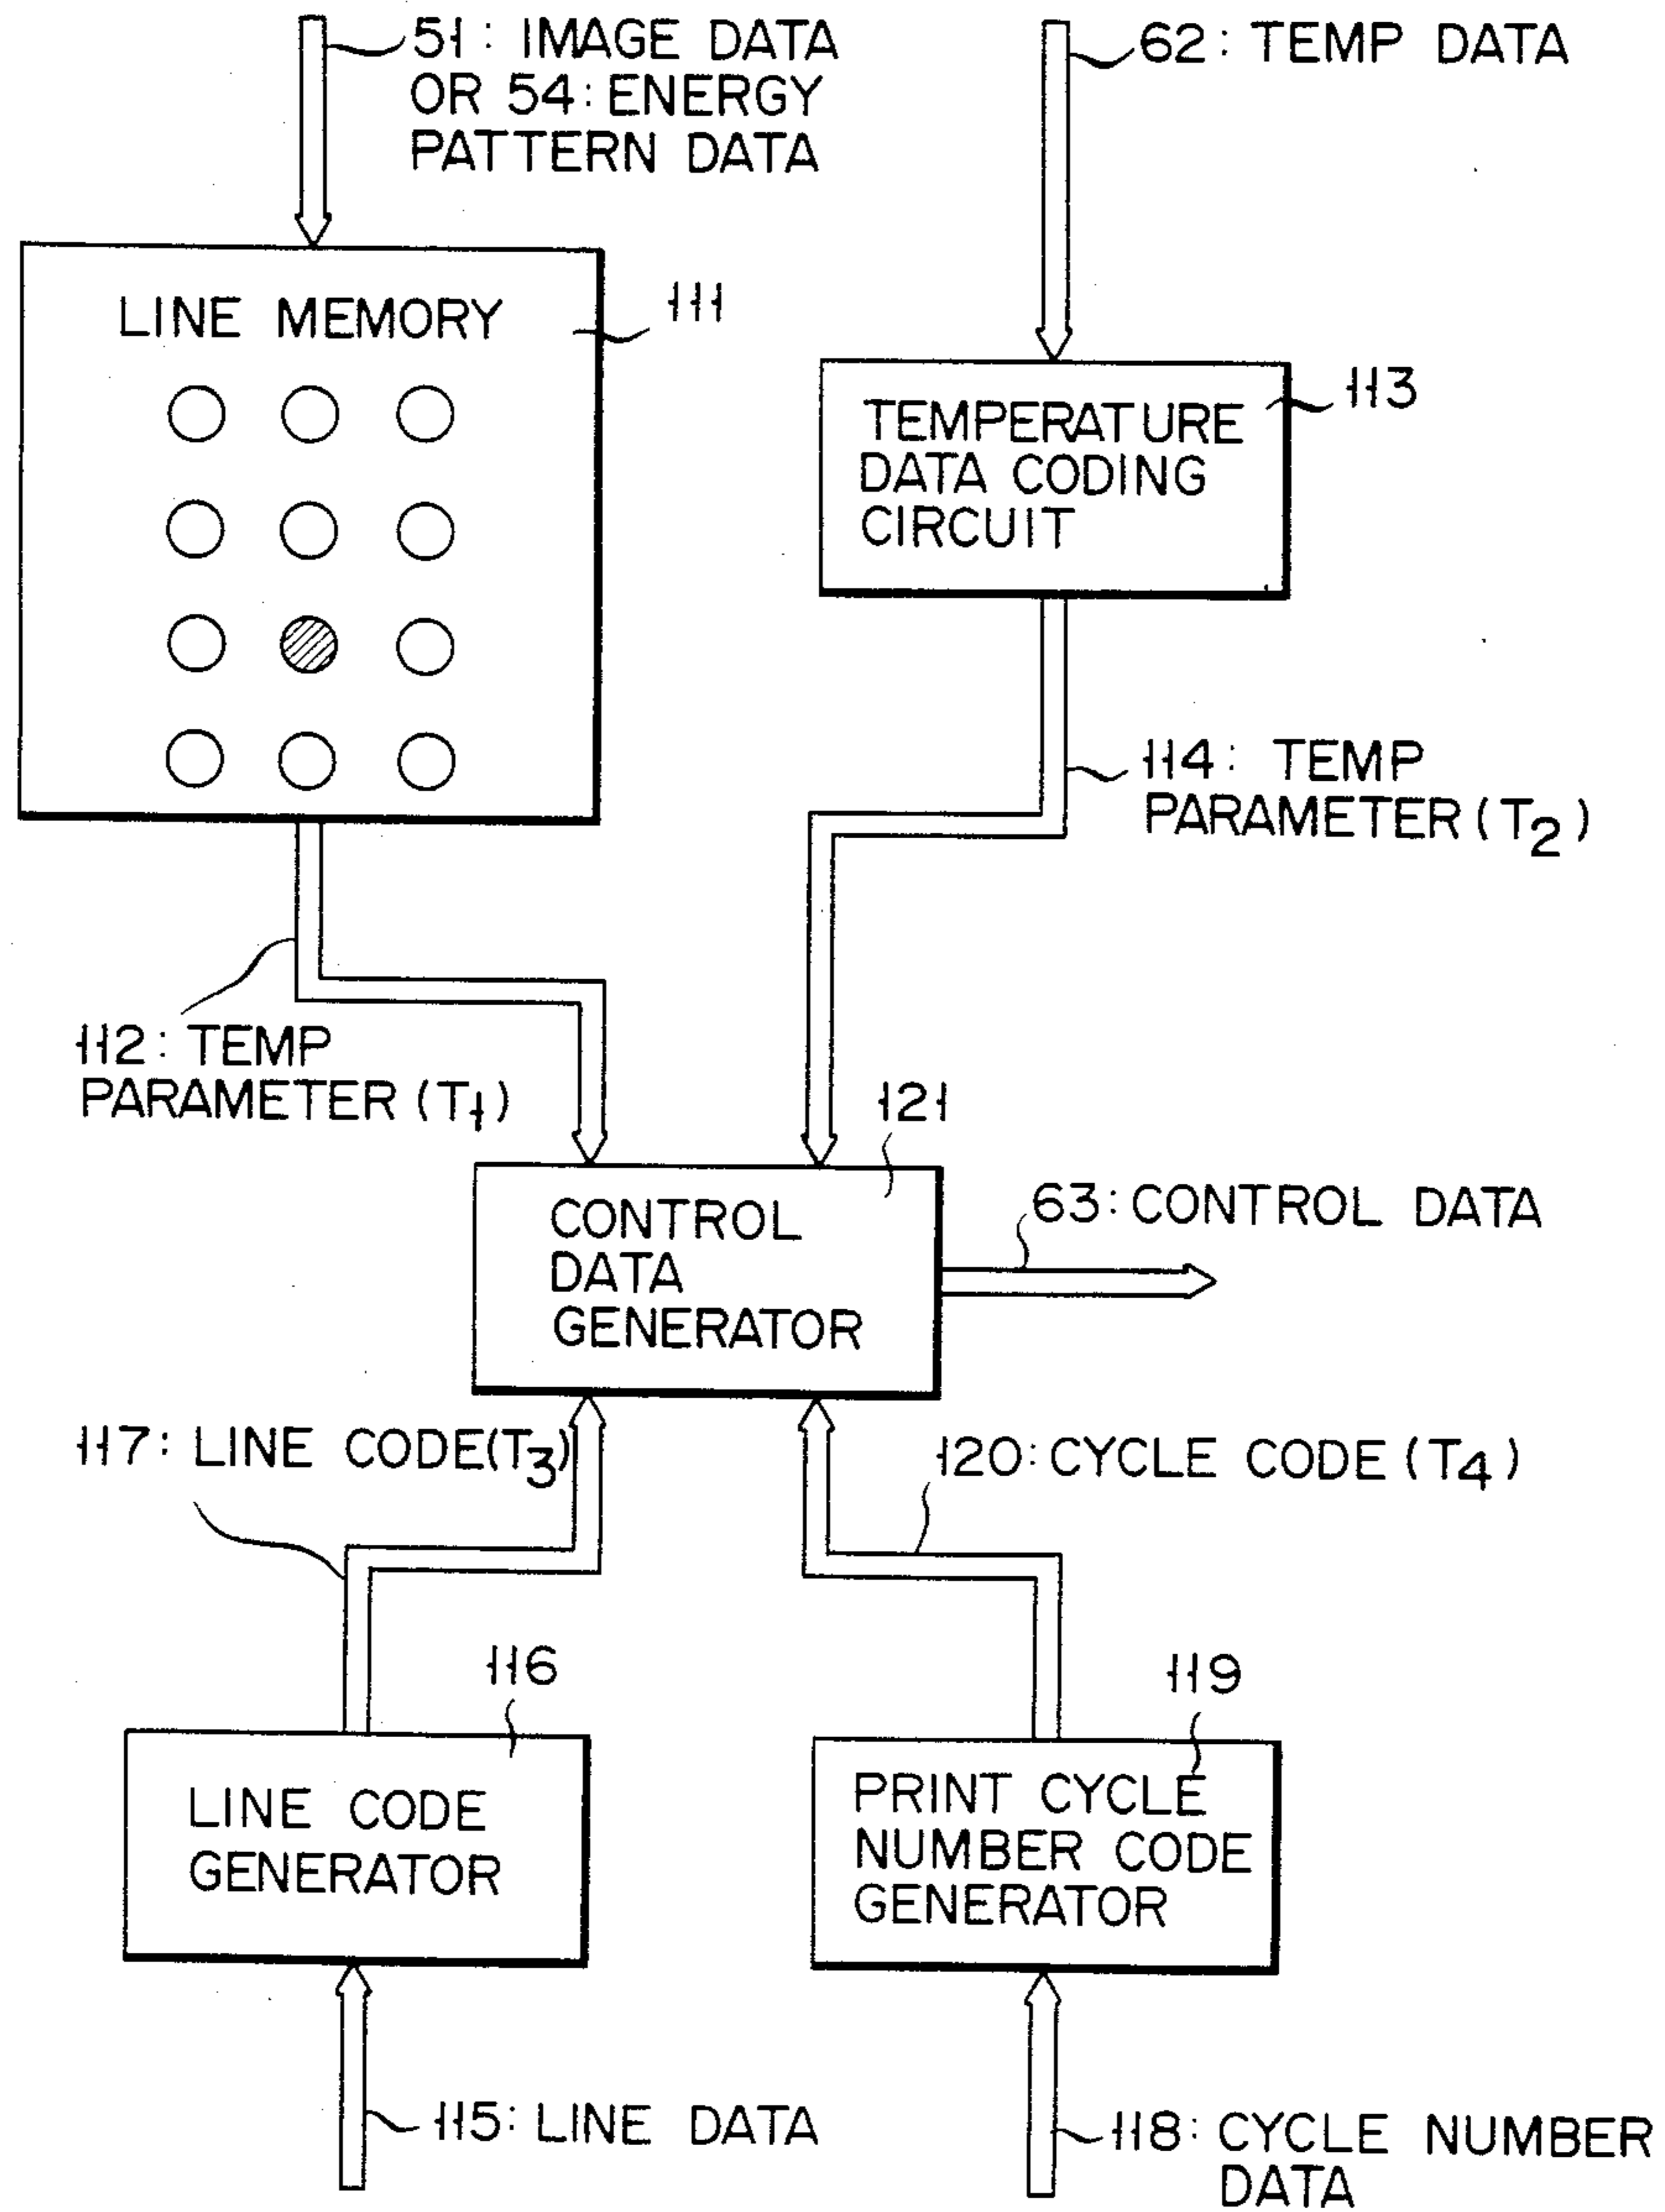 51: IMAGE DATA
OR 54: ENERGY
PATTERN DATA
62: TEMP DATA
LINE MEMORY
111
TEMPERATURE
DATA CODING
CIRCUIT
113
114: TEMP
PARAMETER (T2)
112: TEMP
PARAMETER (T1)
121
CONTROL
DATA
GENERATOR
63: CONTROL DATA
117: LINE CODE(T3)
120: CYCLE CODE (T4)
116
119
LINE CODE
GENERATOR
PRINT CYCLE
NUMBER CODE
GENERATOR
115: LINE DATA
118: CYCLE NUMBER
DATA